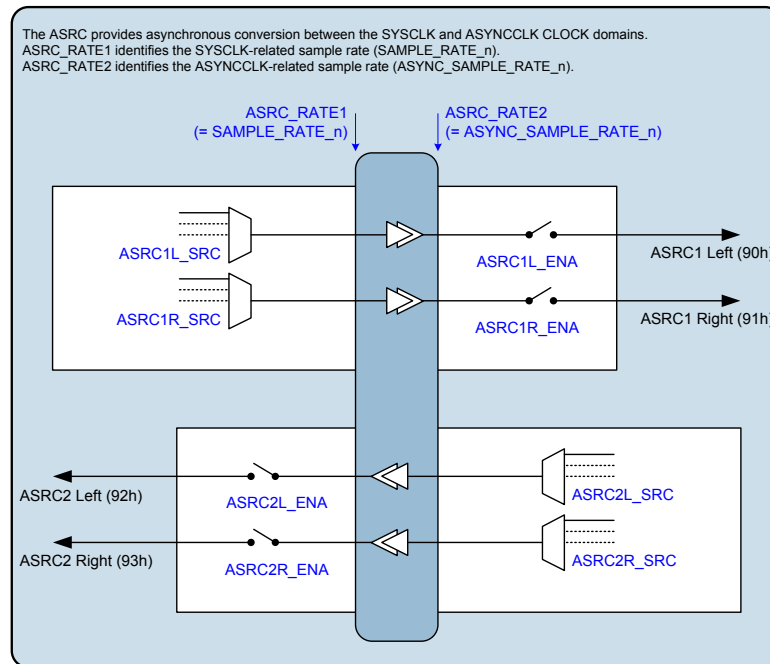 The ASRC provides asynchronous conversion between the SYSCLK and ASYNCCLK CLOCK domains.
ASRC_RATE1 identifies the SYSCLK-related sample rate (SAMPLE_RATE_n).
ASRC_RATE2 identifies the ASYNCCLK-related sample rate (ASYNC_SAMPLE_RATE_n).
ASRC_RATE1
(= SAMPLE_RATE_n)
ASRC_RATE2
(= ASYNC_SAMPLE_RATE_n)
ASRC1L_SRC
ASRC1L_ENA
ASRC1 Left (90h)
ASRC1R_SRC
ASRC1R_ENA
ASRC1 Right (91h)
ASRC2 Left (92h)
ASRC2L_ENA
ASRC2L_SRC
ASRC2 Right (93h)
ASRC2R_ENA
ASRC2R_SRC